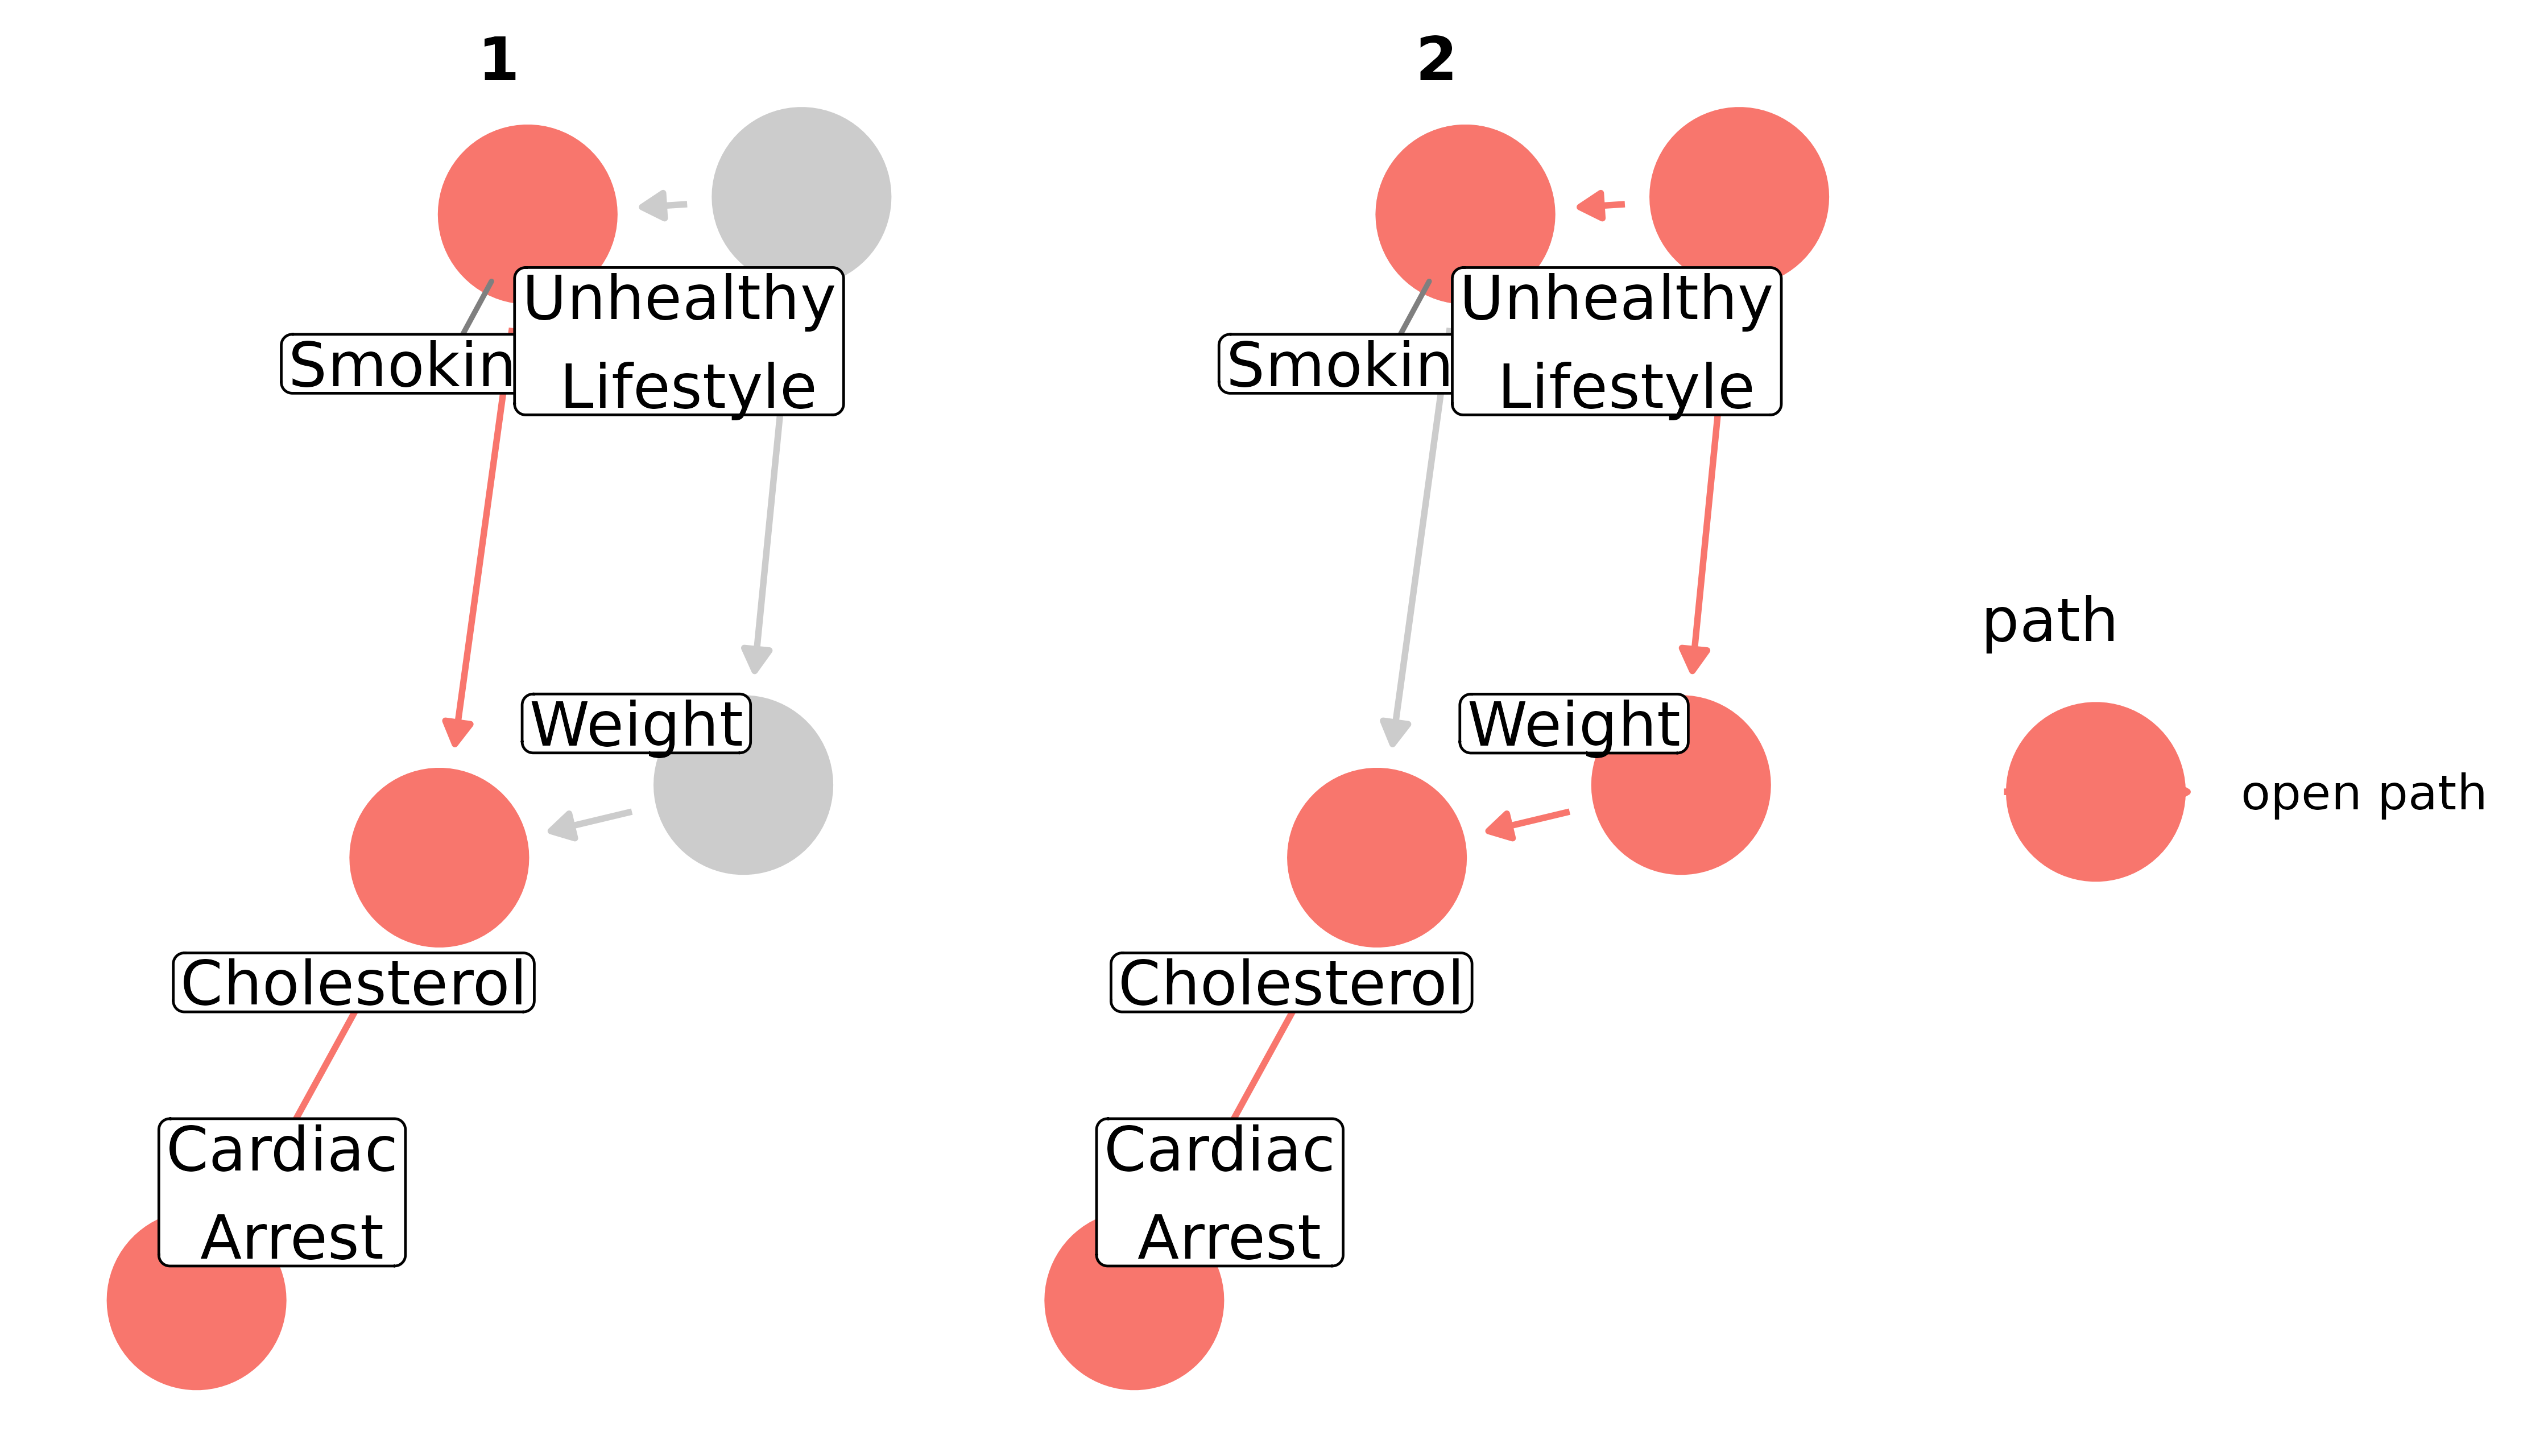 1
Smokin
Unhealthy
Lifestyle
Weight
Cholesterol
Cardiac
Arrest
2
Smokin
Unhealthy
Lifestyle
Weight
Cholesterol
Cardiac
Arrest
path
open path